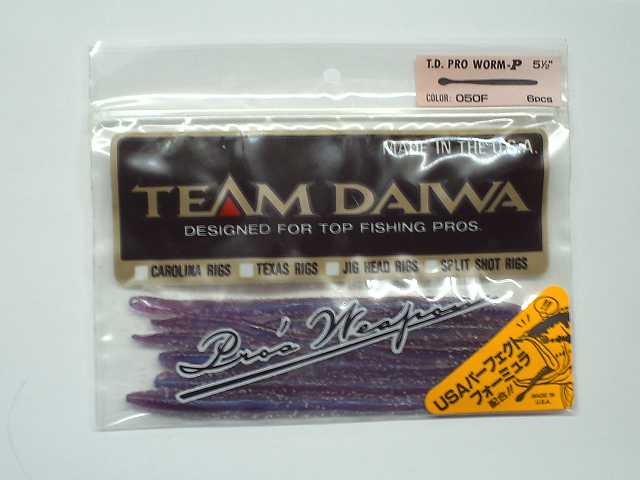 T.D. PRO WORM-P 5½"
COLOR: 050F 6pcs
MADE IN THE U.S.A.
TEAM DAIWA
DESIGNED FOR TOP FISHING PROS.
CAROLINA RIGS TEXAS RIGS JIG HEAD RIGS SPLIT SHOT RIGS
Pro's Weapon
USAパーフェクト
フォーミュラ
配合!!
MADE IN
U.S.A.